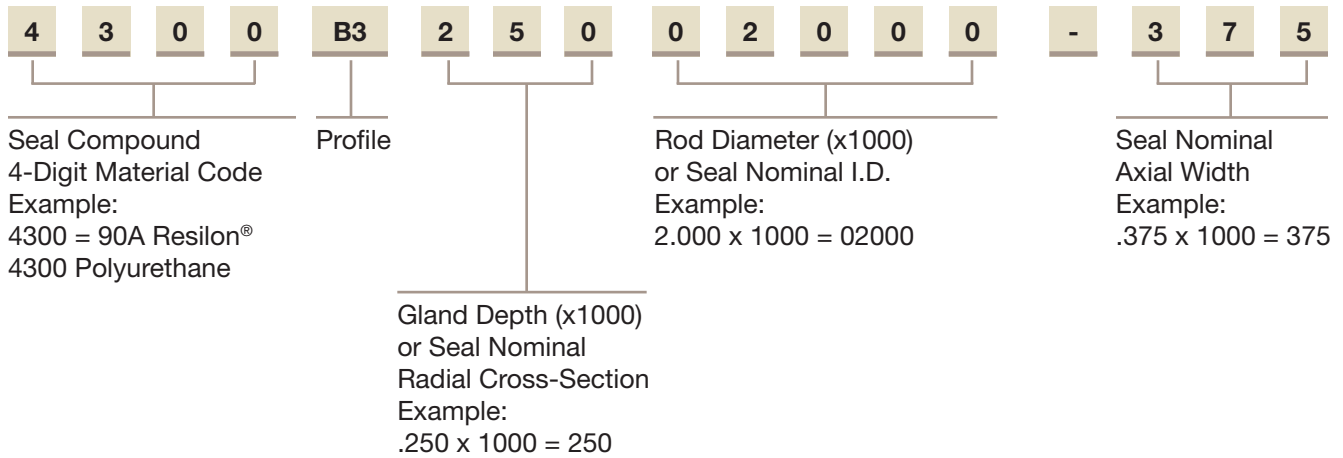 4 3 0 0 B3 2 5 0 0 2 0 0 0 - 3 7 5
Seal Compound
4-Digit Material Code
Example:
4300 = 90A Resilon®
4300 Polyurethane
Profile
Gland Depth (x1000)
or Seal Nominal
Radial Cross-Section
Example:
.250 x 1000 = 250
Rod Diameter (x1000)
or Seal Nominal I.D.
Example:
2.000 x 1000 = 02000
Seal Nominal
Axial Width
Example:
.375 x 1000 = 375